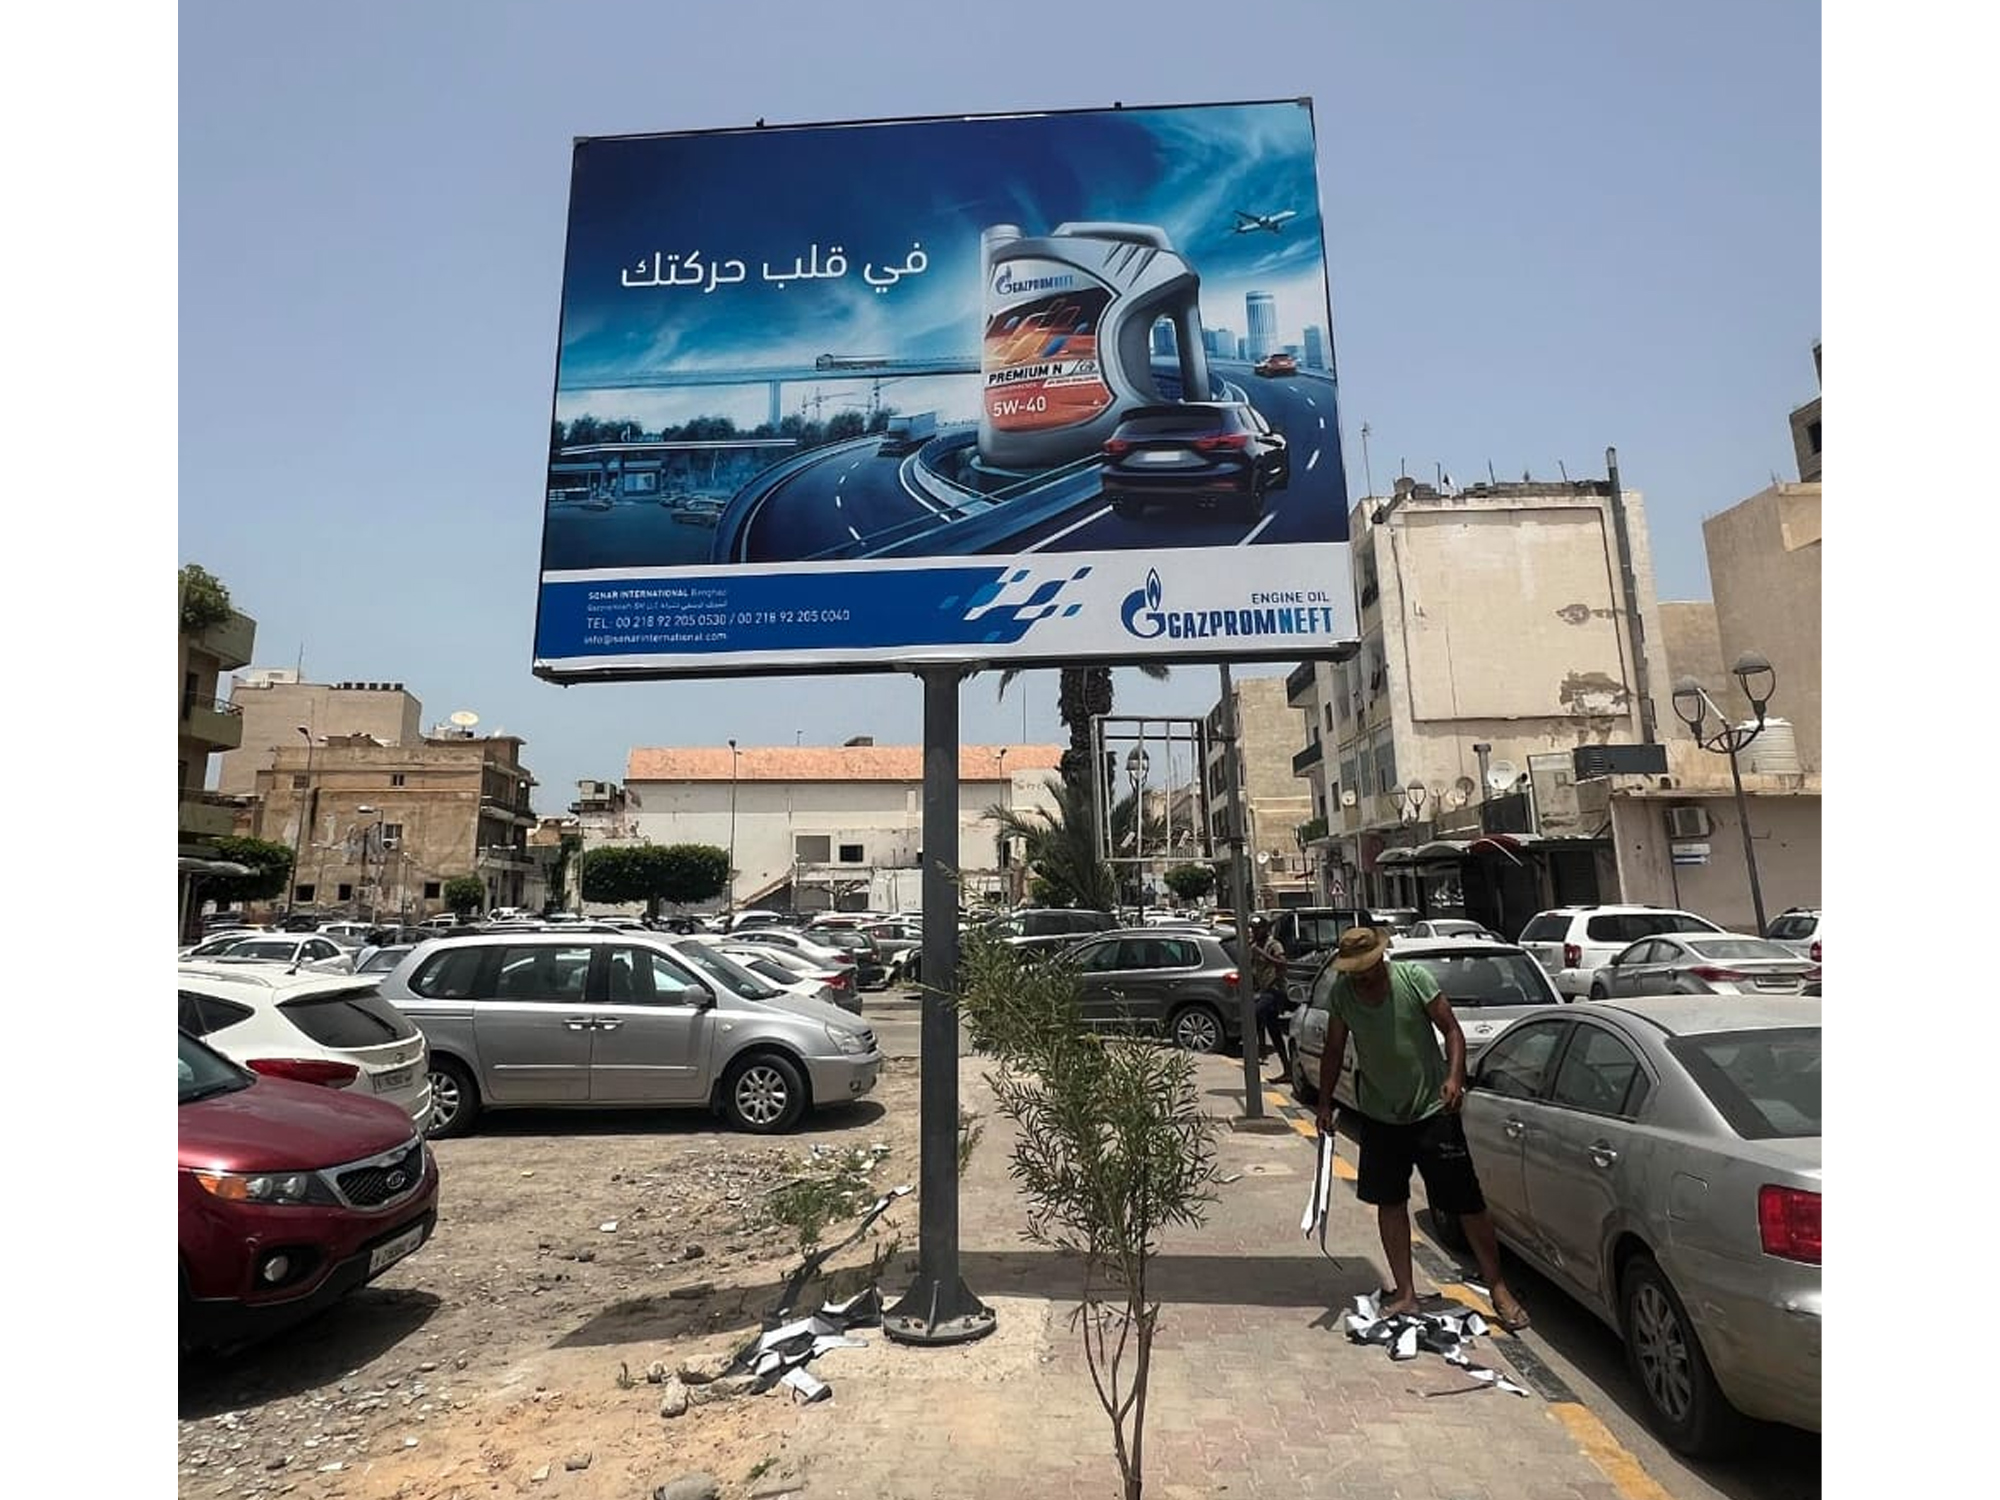 في قلب حركتك
GAZPROMNEFT
PREMIUM N
5W-40
SONAR INTERNATIONAL Benghazi
TEL: 00 218 92 205 0530 / 00 218 92 205 0040
info@sonarinternational.com
ENGINE OIL
GAZPROMNEFT